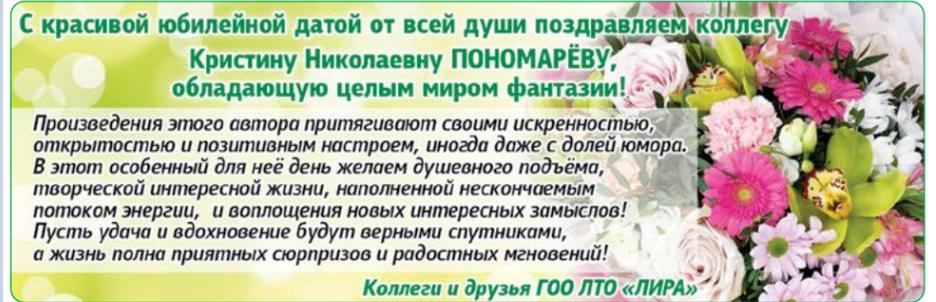 С красивой юбилейной датой от всей души поздравляем коллегу
Кристину Николаевну ПОНОМАРЁВУ,
обладающую целым миром фантазии!
Произведения этого автора притягивают своими искренностью,
открытостью и позитивным настроем, иногда даже с долей юмора.
В этот особенный для неё день желаем душевного подъёма,
творческой интересной жизни, наполненной нескончаемым
потоком энергии, и воплощения новых интересных замыслов!
Пусть удача и вдохновение будут верными спутниками,
а жизнь полна приятных сюрпризов и радостных мгновений!
Коллеги и друзья ГОО ЛТО «ЛИРА»